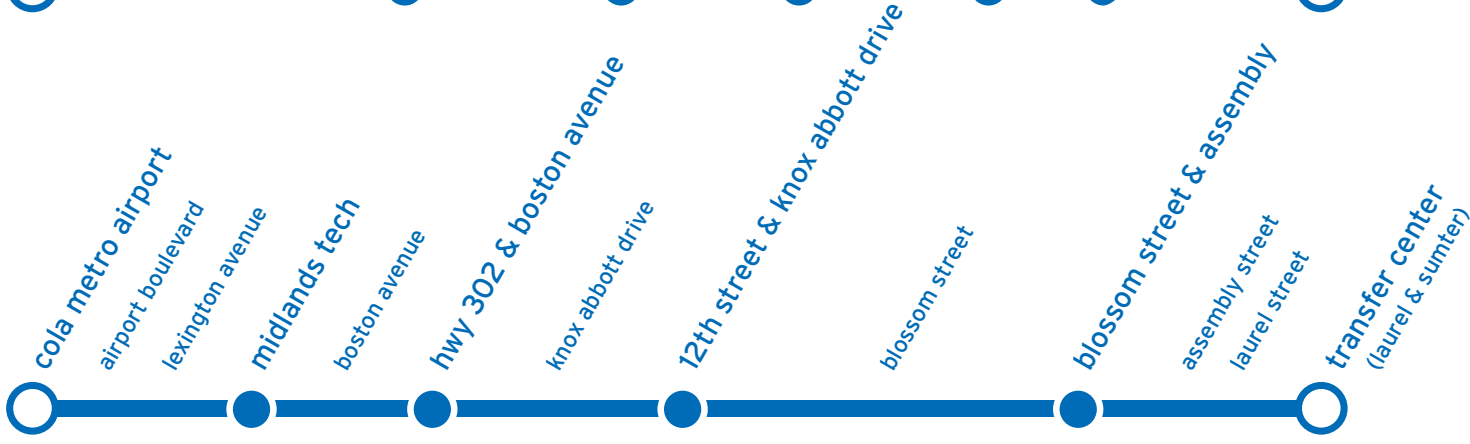 cola metro airport
airport boulevard
lexington avenue
midlands tech
boston avenue
hwy 302 & boston avenue
knox abbott drive
12th street & knox abbott drive
blossom street
blossom street & assembly
assembly street
laurel street
transfer center
(laurel & sumter)